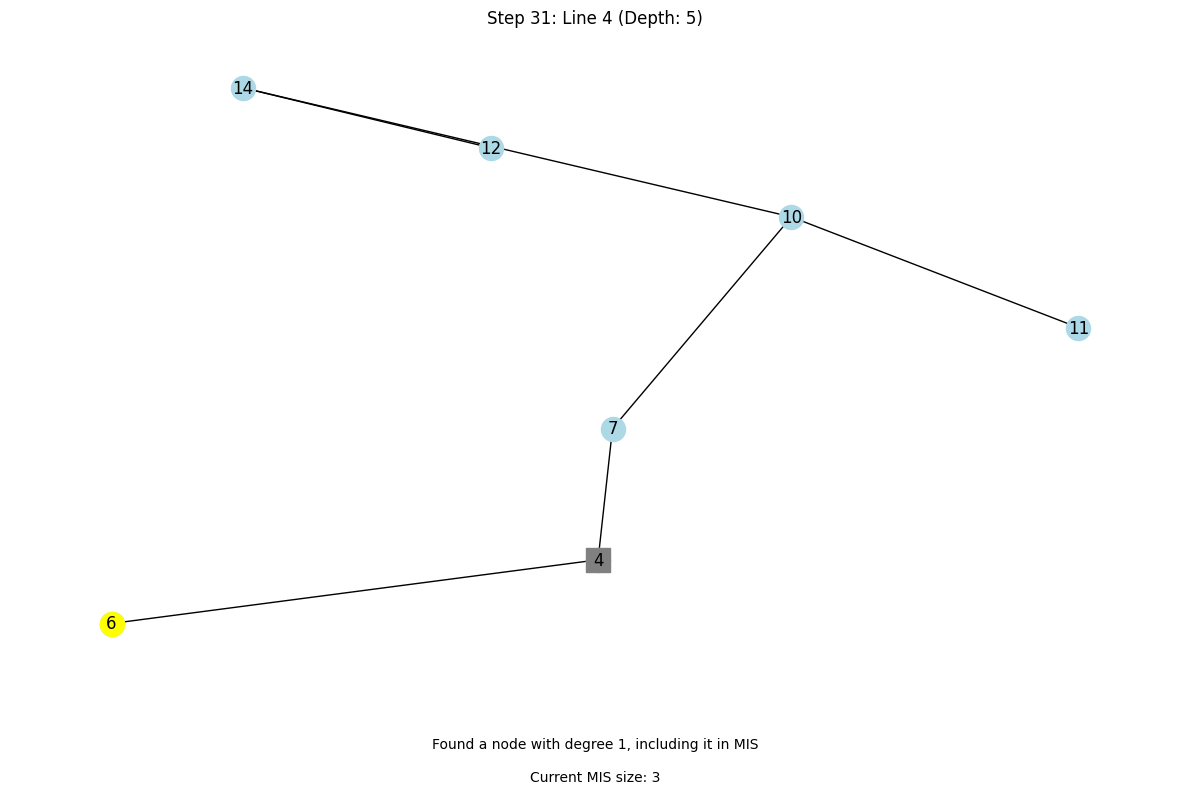 Step 31: Line 4 (Depth: 5)
14
12
10
11
7
4
6
Found a node with degree 1, including it in MIS
Current MIS size: 3